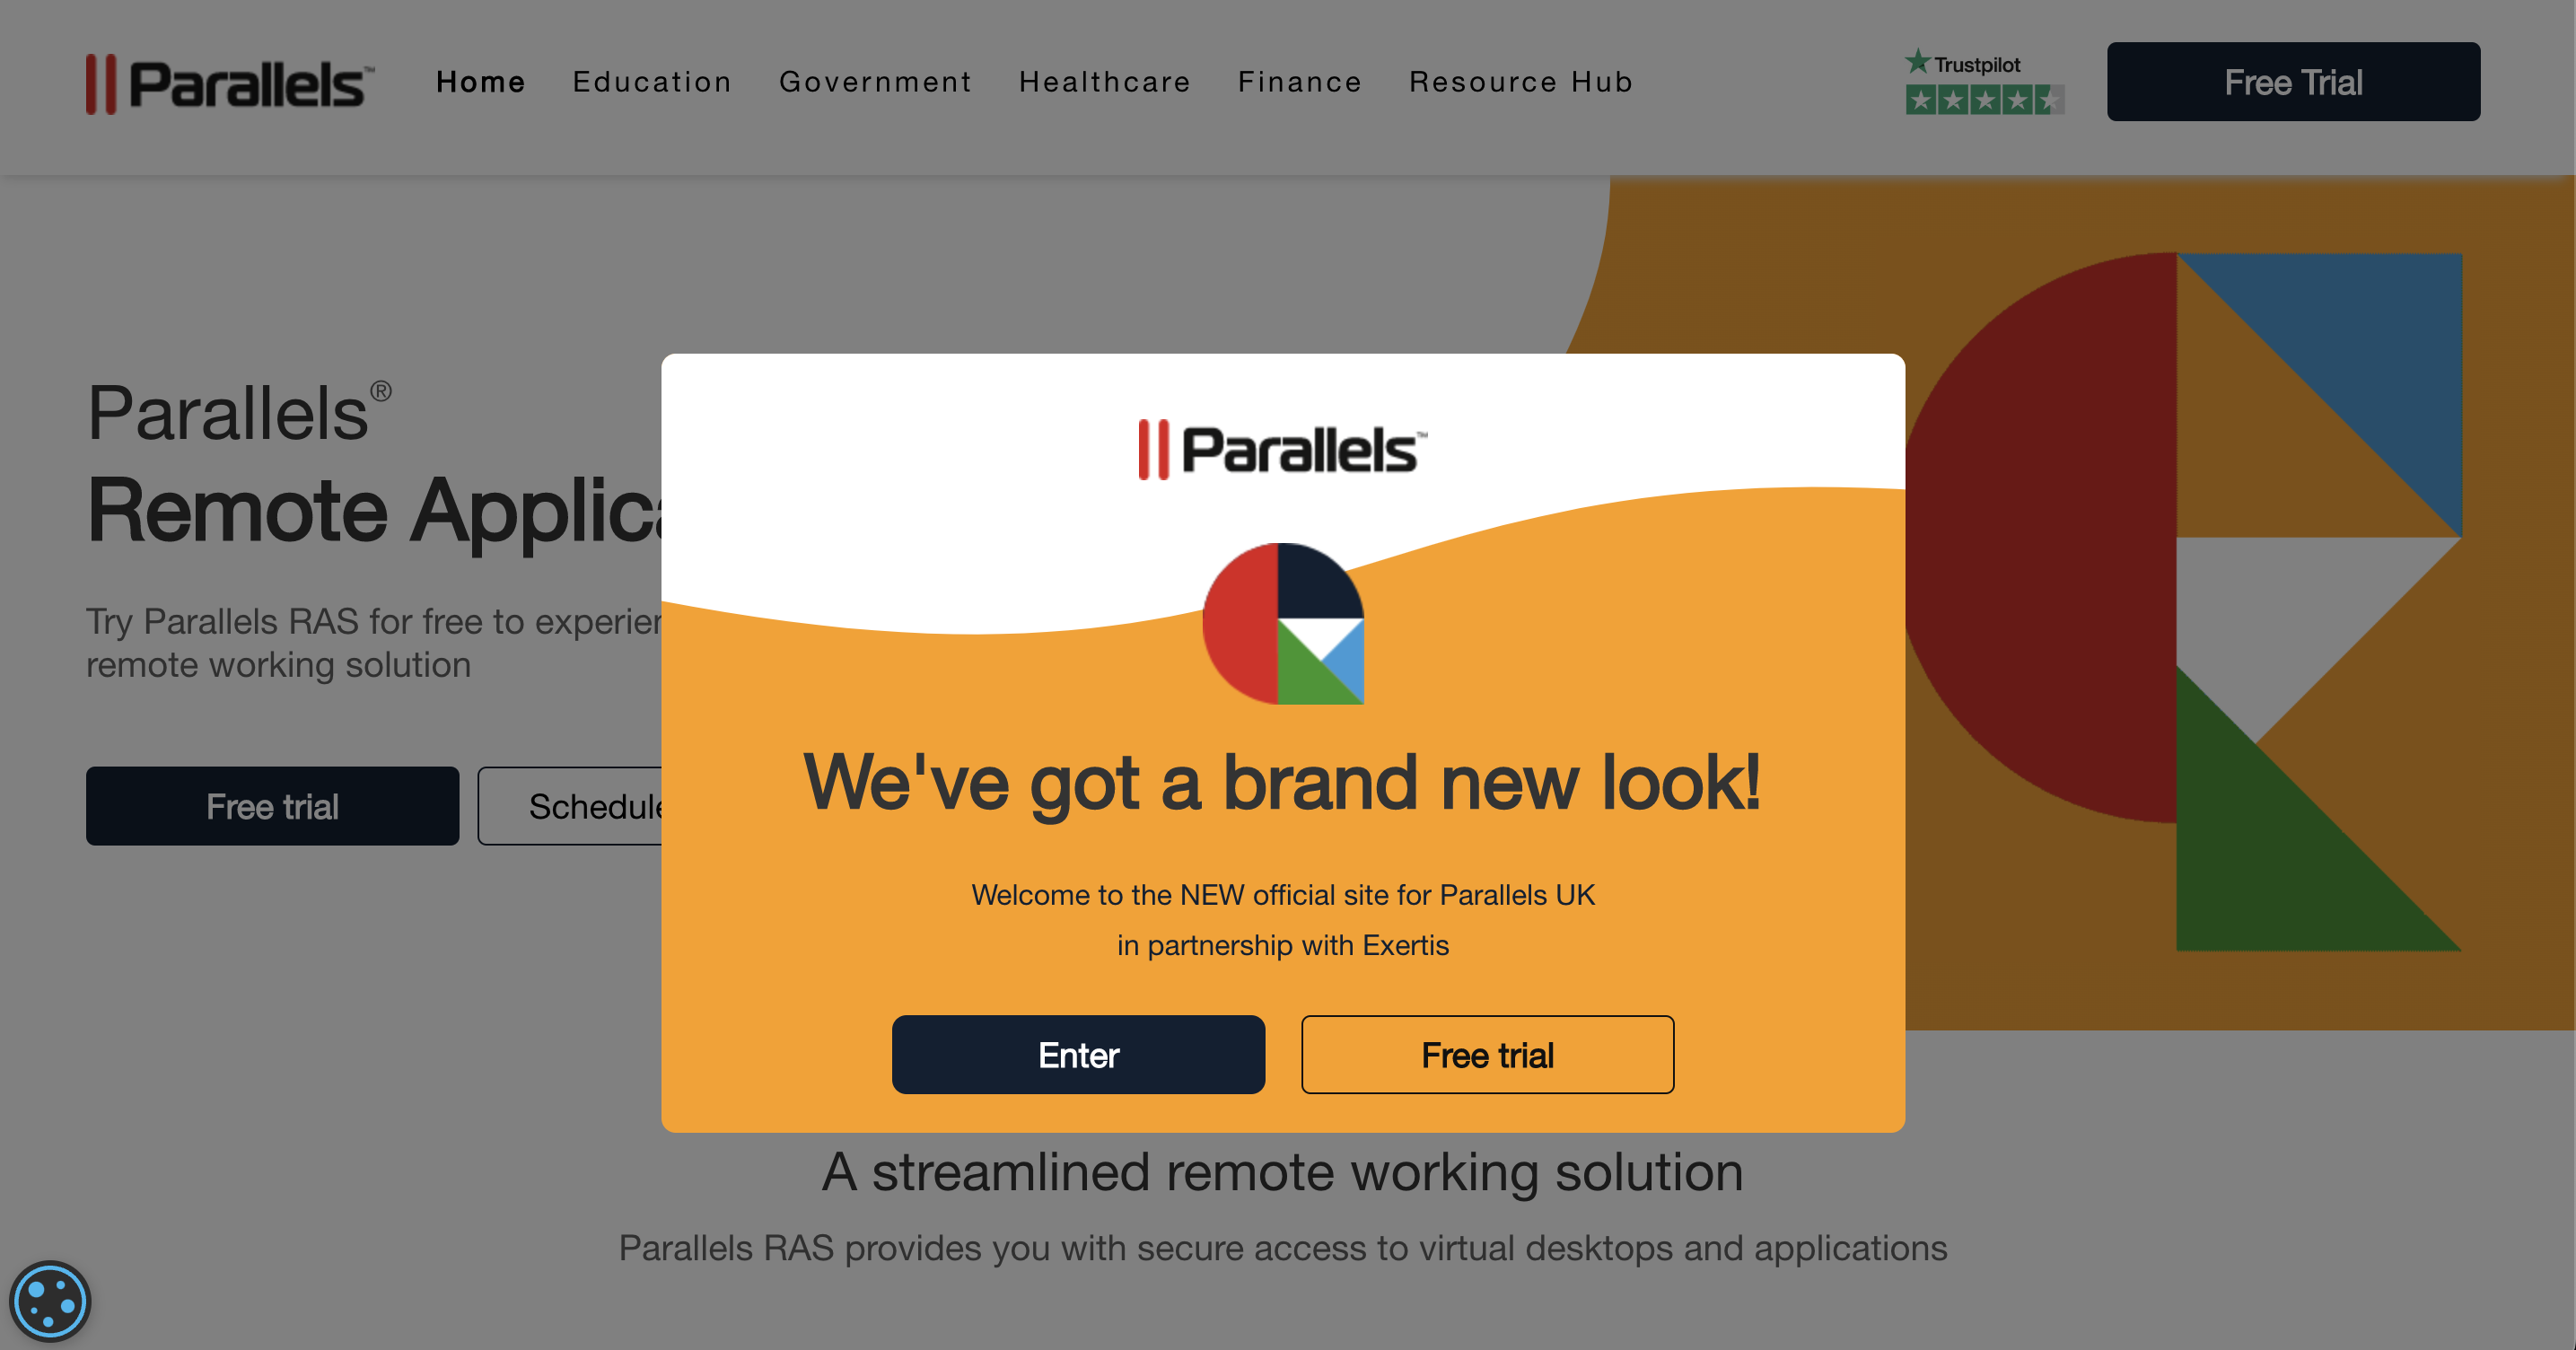 Parallels™
Home
Education
Government
Healthcare
Finance
Resource Hub
Trustpilot
Free Trial
Parallels®
Remote
Try Parallels RAS for free to
remote working solution
Free trial
Parallels™
We've got a brand new look!
Welcome to the NEW official site for Parallels UK
in partnership with Exertis
Enter
Free trial
A streamlined remote working solution
Parallels RAS provides you with secure access to virtual desktops and applications